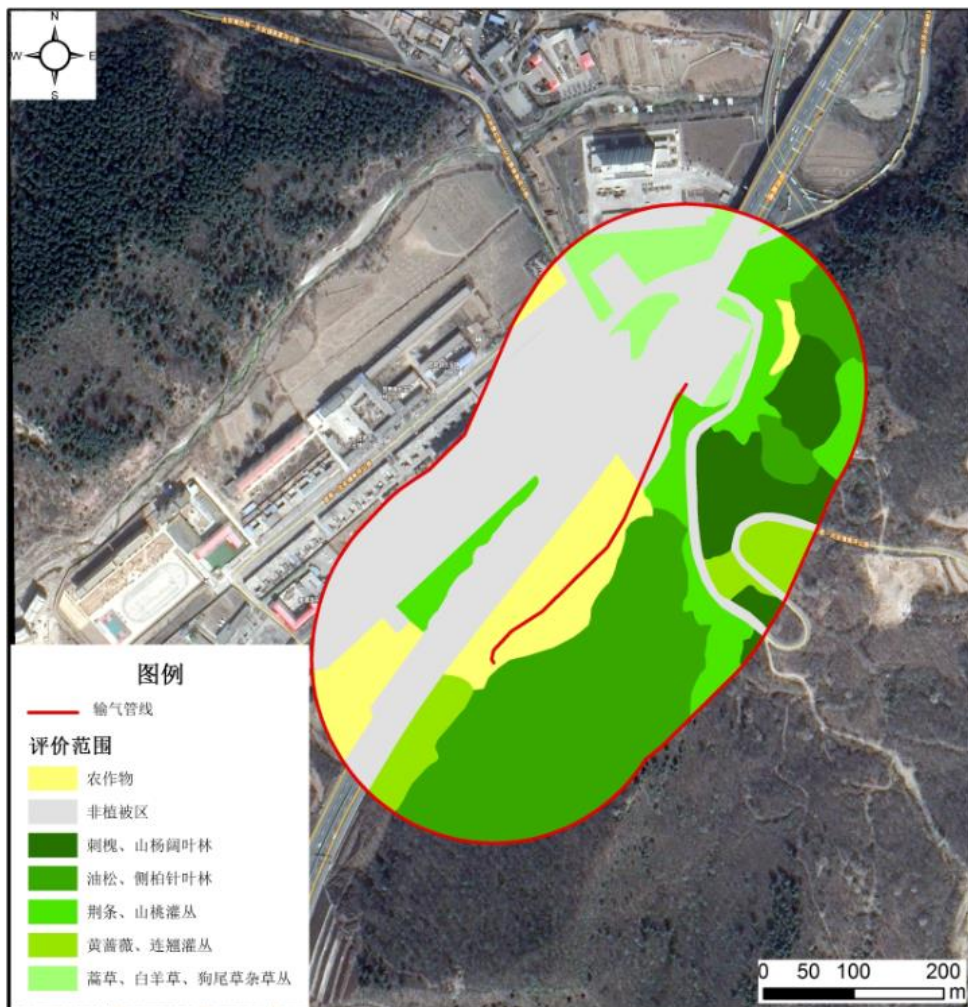 N
W E
S
图例
输气管线
评价范围
农作物
非植被区
刺槐、山杨阔叶林
油松、侧柏针叶林
荆条、山桃灌丛
黄蔷薇、连翘灌丛
蒿草、白羊草、狗尾草杂草丛
0 50 100 200
m